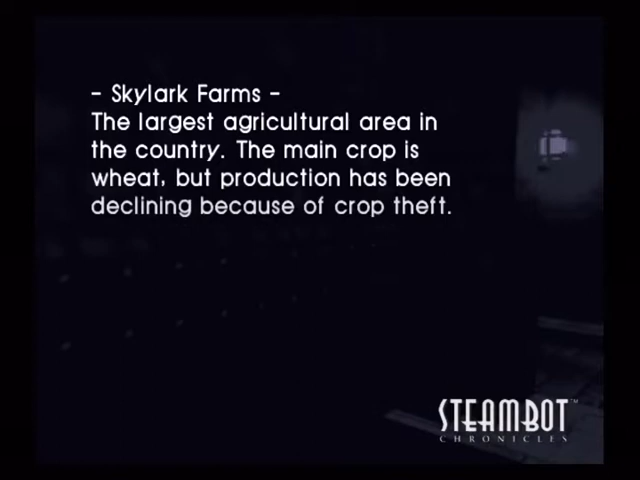 - Skylark Farms -
The largest agricultural area in
the country. The main crop is
wheat, but production has been
declining because of crop theft.
STEAMBOT™
CHRONICLES